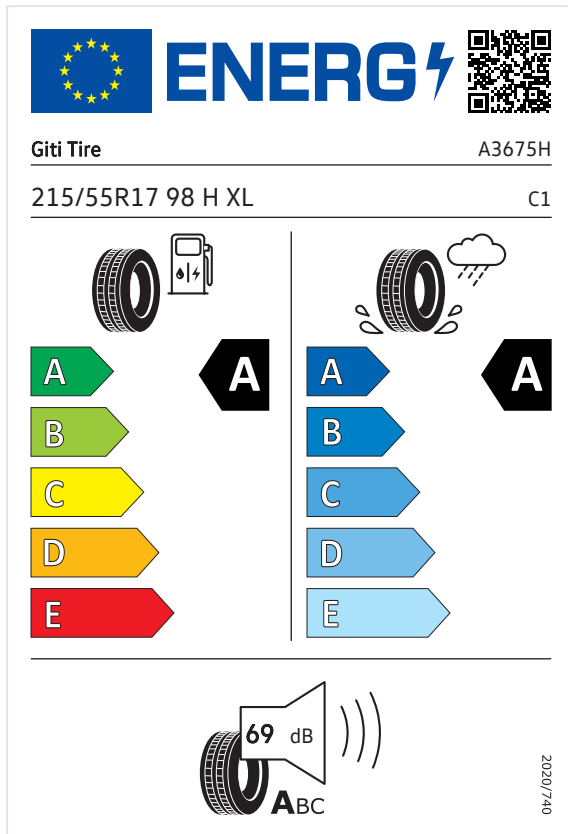 ENERG
Giti Tire
A3675H
215/55R17 98 H XL
C1
A
A
B
C
D
E
A
A
B
C
D
E
69 dB
ABC
2020/740